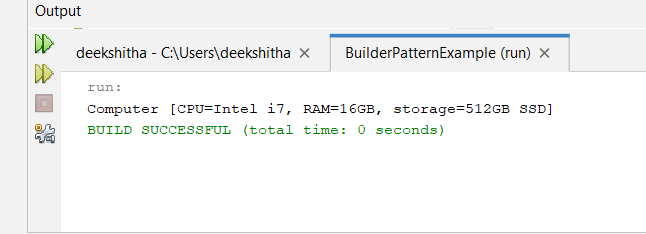 Output
deekshitha - C:\Users\deekshitha × BuilderPatternExample (run) ×
run:
Computer [CPU=Intel i7, RAM=16GB, storage=512GB SSD]
BUILD SUCCESSFUL (total time: 0 seconds)